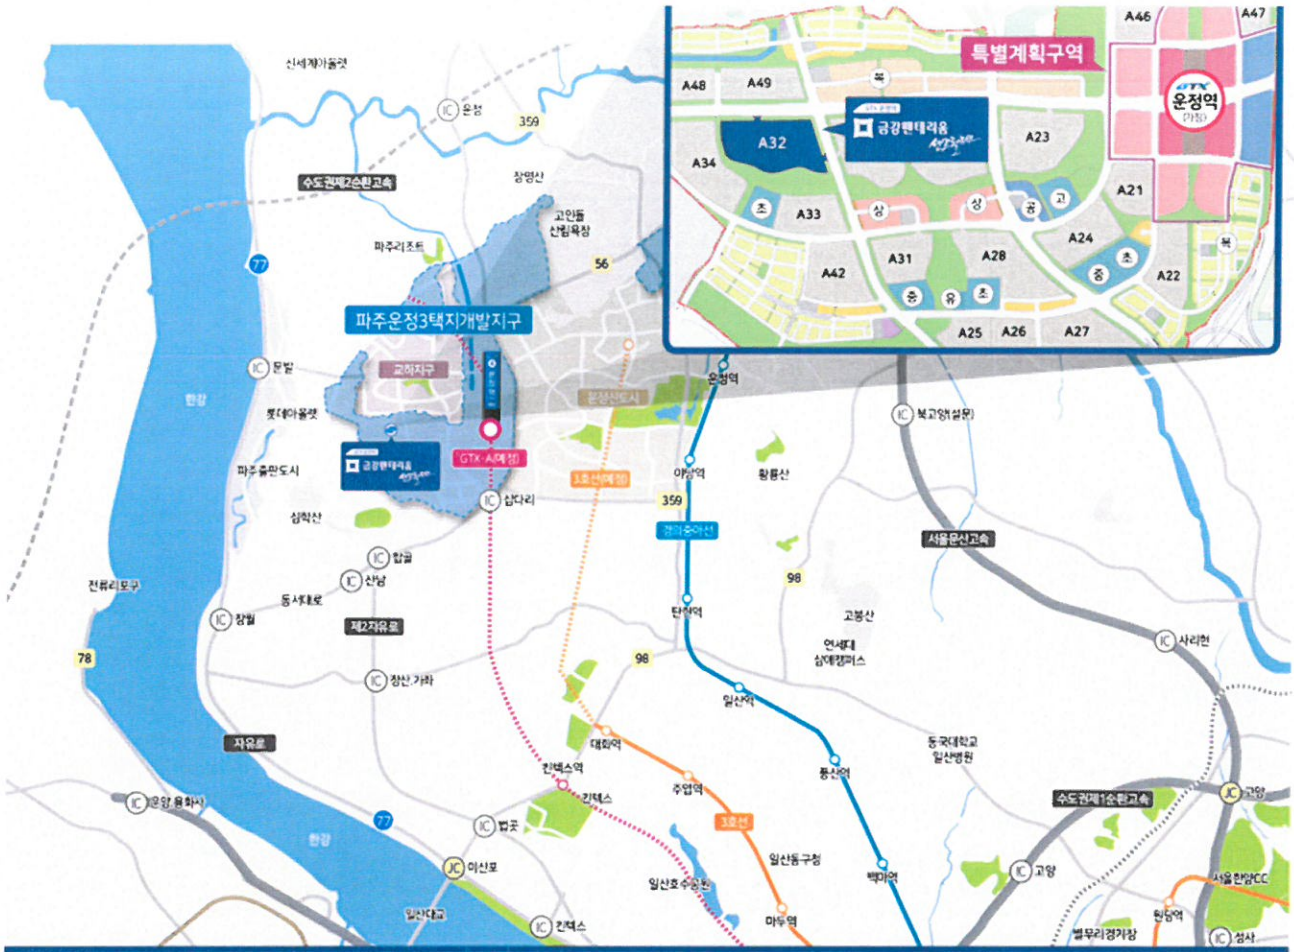 A46
A47
특별계획구역
GTX
운정역
A48
A49
복
금강펜테리움
A32
A23
A34
초
A33
상
상
공
고
A21
A24
복
A31
A28
A42
중
유
초
중
초
A22
A25
A26
A27
신세계아울렛
IC
운정
359
장명산
수도권제2순환고속
고인돌
산림욕장
파주리조트
77
56
파주운정3택지개발지구
IC
문발
교하지구
운정신도시
운정역
한강
롯데아울렛
IC
북고양(설문)
금강펜테리움
GTX-A(예정)
야당역
황룡산
파주출판도시
3호선(예정)
359
IC
삽다리
심학산
경의중앙선
서울문산고속
IC
합골
IC
산남
98
전류리포구
동서대로
탄현역
고봉산
IC
장월
제2자유로
연세대
삼애캠퍼스
IC
사리현
78
98
IC
장산.가좌
일산역
자유로
대화역
동국대학교
일산병원
킨텍스역
풍산역
주엽역
킨텍스
수도권제1순환고속
JC
고양
IC
운양.용화사
77
IC
법곳
3호선
한강
일산동구청
백마역
JC
이산포
IC
고양
일산호수공원
서울한양CC
일산대교
마두역
원당역
IC
킨텍스
별무리경기장
IC
성사